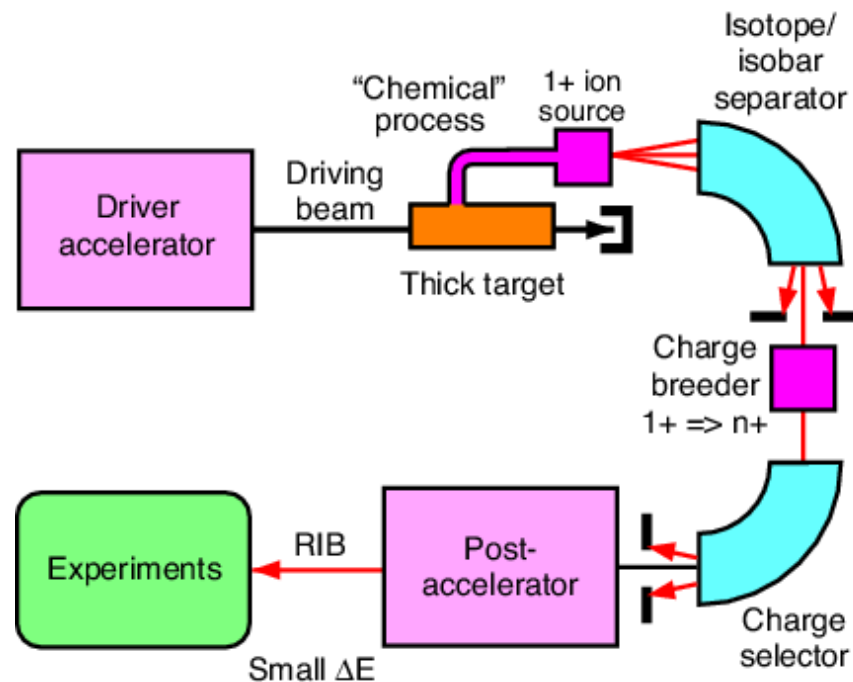 Isotope/
isobar
separator
1+ ion
source
“Chemical”
process
Driving
beam
Driver
accelerator
Thick target
Charge
breeder
1+ => n+
RIB
Post-
accelerator
Experiments
Small ΔE
Charge
selector